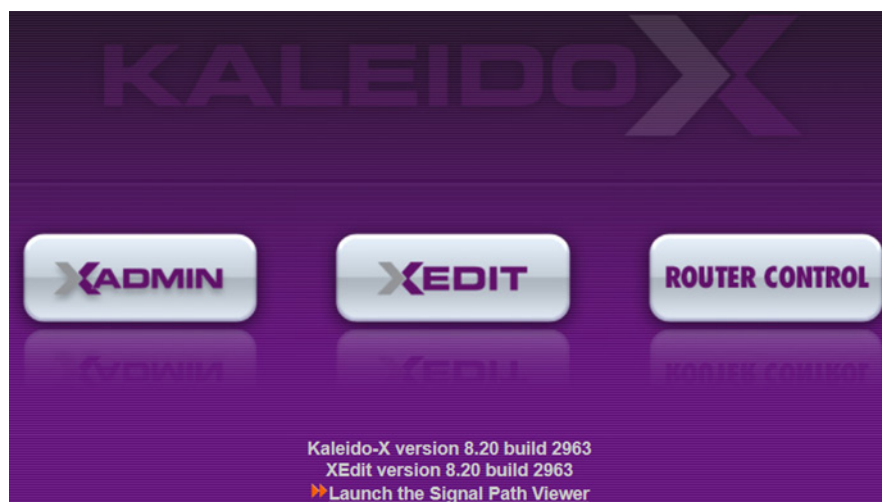 KALEIDOX
XADMIN
XEDIT
ROUTER CONTROL
Kaleido-X version 8.20 build 2963
XEdit version 8.20 build 2963
Launch the Signal Path Viewer